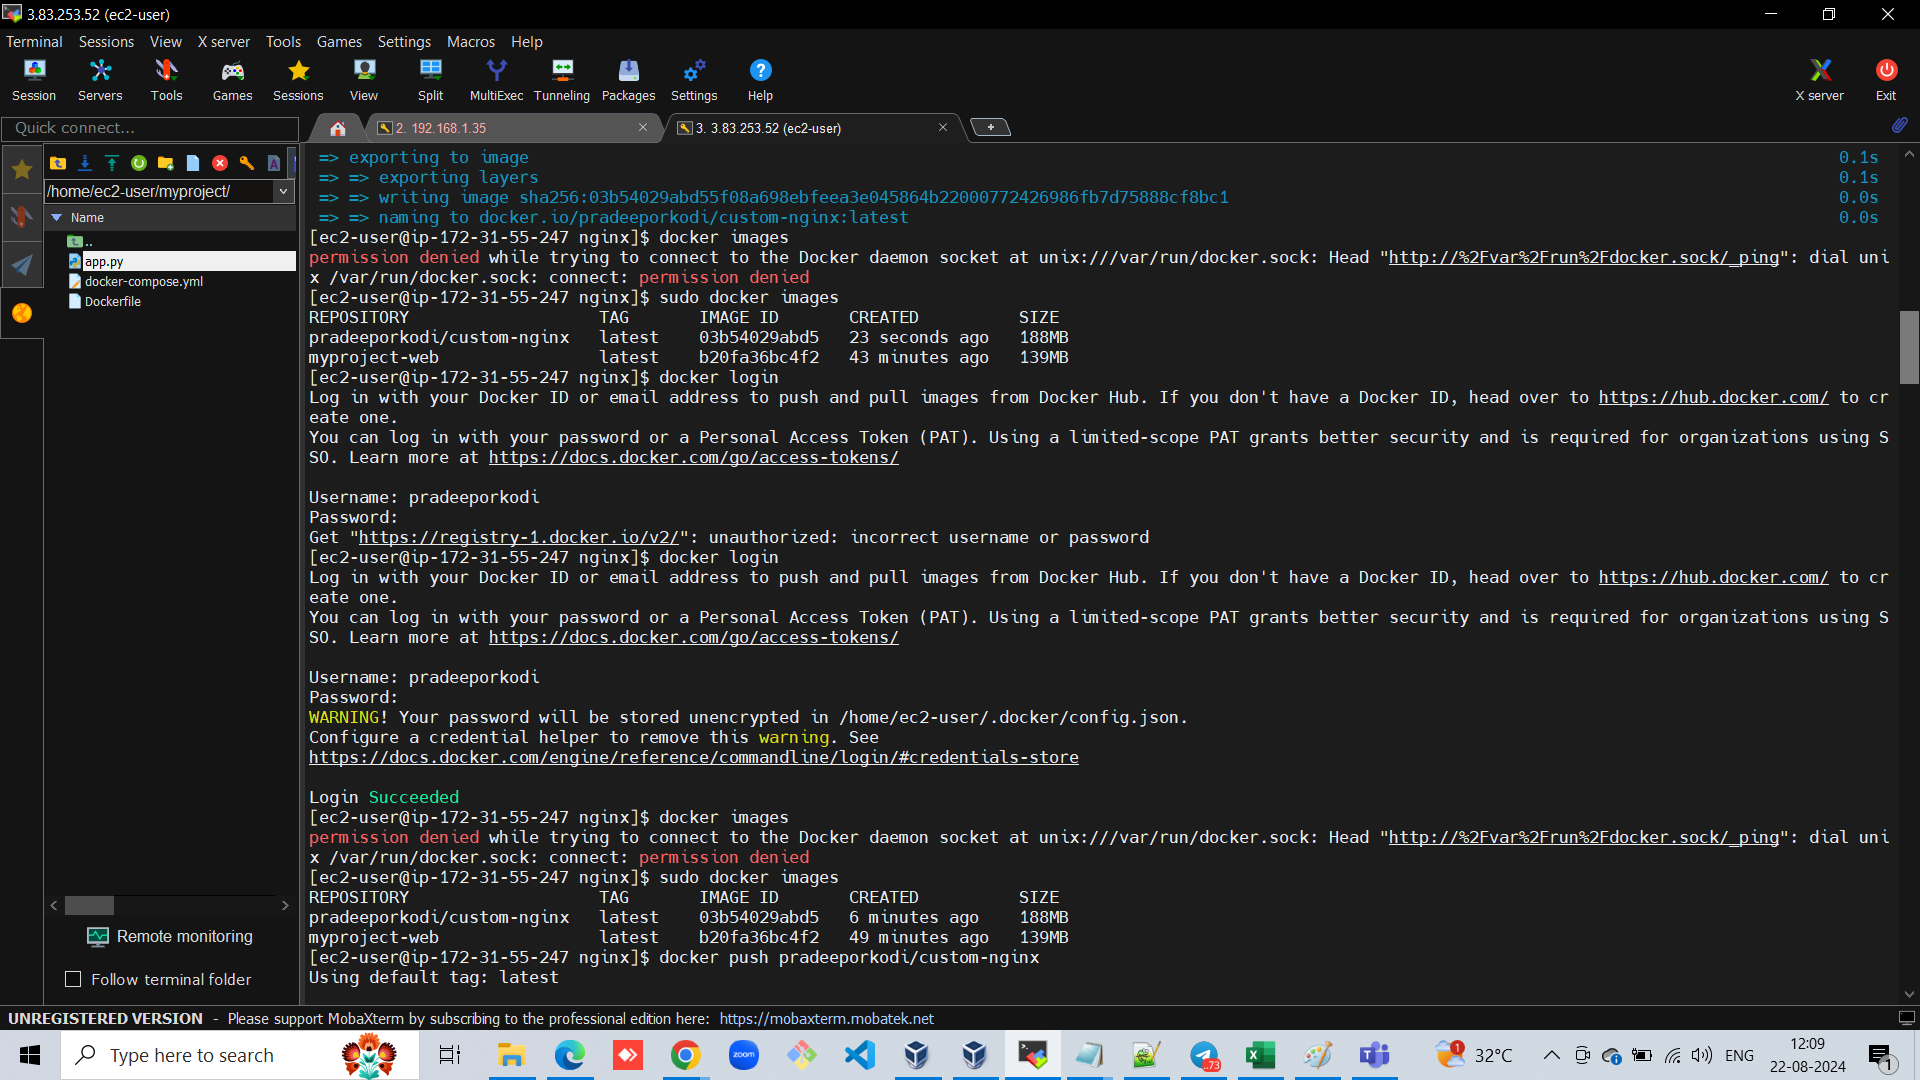 3.83.253.52 (ec2-user)
Terminal Sessions View X server Tools Games Settings Macros Help
Session Servers Tools Games Sessions View Split MultiExec Tunneling Packages Settings Help X server Exit
Quick connect...
2. 192.168.1.35
3. 3.83.253.52 (ec2-user)
/home/ec2-user/myproject/
Name
..
app.py
docker-compose.yml
Dockerfile
Remote monitoring
Follow terminal folder
=> exporting to image 0.1s
=> => exporting layers 0.1s
=> => writing image sha256:03b54029abd55f08a698ebfeea3e045864b22000772426986fb7d75888cf8bc1 0.0s
=> => naming to docker.io/pradeeporkodi/custom-nginx:latest 0.0s
[ec2-user@ip-172-31-55-247 nginx]$ docker images
permission denied while trying to connect to the Docker daemon socket at unix:///var/run/docker.sock: Head "http://%2Fvar%2Frun%2Fdocker.sock/_ping": dial uni
x /var/run/docker.sock: connect: permission denied
[ec2-user@ip-172-31-55-247 nginx]$ sudo docker images
REPOSITORY TAG IMAGE ID CREATED SIZE
pradeeporkodi/custom-nginx latest 03b54029abd5 23 seconds ago 188MB
myproject-web latest b20fa36bc4f2 43 minutes ago 139MB
[ec2-user@ip-172-31-55-247 nginx]$ docker login
Log in with your Docker ID or email address to push and pull images from Docker Hub. If you don't have a Docker ID, head over to https://hub.docker.com/ to cr
eate one.
You can log in with your password or a Personal Access Token (PAT). Using a limited-scope PAT grants better security and is required for organizations using S
SO. Learn more at https://docs.docker.com/go/access-tokens/
Username: pradeeporkodi
Password:
Get "https://registry-1.docker.io/v2/": unauthorized: incorrect username or password
[ec2-user@ip-172-31-55-247 nginx]$ docker login
Log in with your Docker ID or email address to push and pull images from Docker Hub. If you don't have a Docker ID, head over to https://hub.docker.com/ to cr
eate one.
You can log in with your password or a Personal Access Token (PAT). Using a limited-scope PAT grants better security and is required for organizations using S
SO. Learn more at https://docs.docker.com/go/access-tokens/
Username: pradeeporkodi
Password:
WARNING! Your password will be stored unencrypted in /home/ec2-user/.docker/config.json.
Configure a credential helper to remove this warning. See
https://docs.docker.com/engine/reference/commandline/login/#credentials-store
Login Succeeded
[ec2-user@ip-172-31-55-247 nginx]$ docker images
permission denied while trying to connect to the Docker daemon socket at unix:///var/run/docker.sock: Head "http://%2Fvar%2Frun%2Fdocker.sock/_ping": dial uni
x /var/run/docker.sock: connect: permission denied
[ec2-user@ip-172-31-55-247 nginx]$ sudo docker images
REPOSITORY TAG IMAGE ID CREATED SIZE
pradeeporkodi/custom-nginx latest 03b54029abd5 6 minutes ago 188MB
myproject-web latest b20fa36bc4f2 49 minutes ago 139MB
[ec2-user@ip-172-31-55-247 nginx]$ docker push pradeeporkodi/custom-nginx
Using default tag: latest
UNREGISTERED VERSION - Please support MobaXterm by subscribing to the professional edition here: https://mobaxterm.mobatek.net
Type here to search
zoom
...73
1
32°C
ENG
12:09
22-08-2024
1